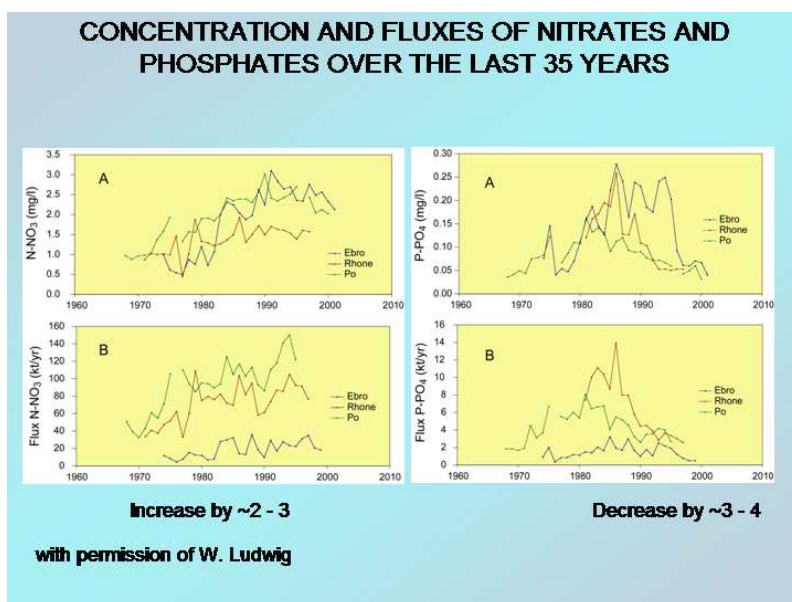 CONCENTRATION AND FLUXES OF NITRATES AND
PHOSPHATES OVER THE LAST 35 YEARS
3.5
3.0
2.5
2.0
1.5
1.0
0.5
0.0
N-NO3 (mg/l)
A
Ebro
Rhone
Po
1960
1970
1980
1990
2000
2010
0.30
0.25
0.20
0.15
0.10
0.05
0.00
P-PO4 (mg/l)
A
Ebro
Rhone
Po
1960
1970
1980
1990
2000
2010
160
140
120
100
80
60
40
20
0
Flux N-NO3 (kt/yr)
B
Ebro
Rhone
Po
1960
1970
1980
1990
2000
2010
16
14
12
10
8
6
4
2
0
Flux P-PO4 (kt/yr)
B
Ebro
Rhone
Po
1960
1970
1980
1990
2000
2010
Increase by ~2 - 3
Decrease by ~3 - 4
with permission of W. Ludwig